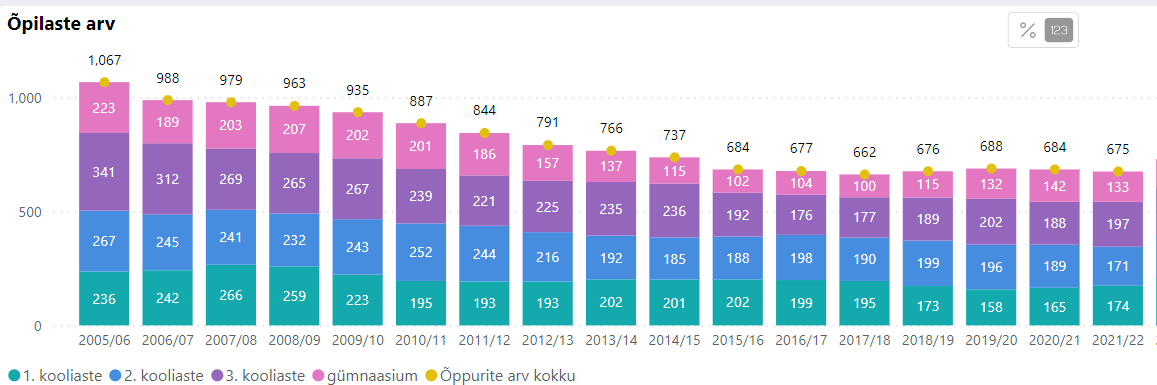 Õpilaste arv
% 123
1,067 988 979 963 935 887 844 791 766 737 684 677 662 676 688 684 675
1,000
223 189 203 207 202 201 186 157 137 115 102 104 100 115 132 142 133
341 312 269 265 267 239 221 225 235 236 192 176 177 189 202 188 197
500
267 245 241 232 243 252 244 216 192 185 188 198 190 199 196 189 171
236 242 266 259 223 195 193 193 202 201 202 199 195 173 158 165 174
0
2005/06 2006/07 2007/08 2008/09 2009/10 2010/11 2011/12 2012/13 2013/14 2014/15 2015/16 2016/17 2017/18 2018/19 2019/20 2020/21 2021/22
1. kooliaste 2. kooliaste 3. kooliaste gümnaasium Õppurite arv kokku